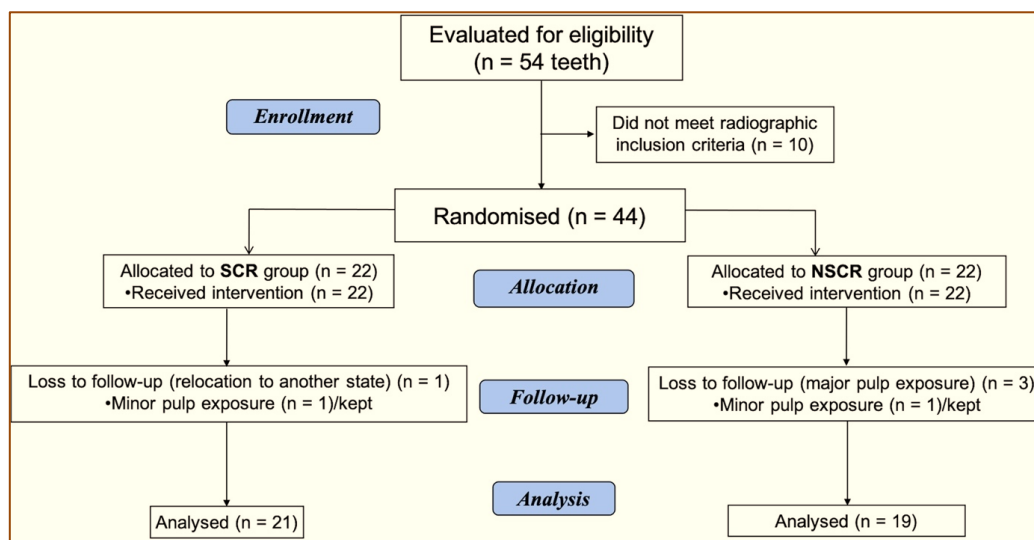 Evaluated for eligibility
(n = 54 teeth)
Enrollment
Did not meet radiographic
inclusion criteria (n = 10)
Randomised (n = 44)
Allocated to SCR group (n = 22)
•Received intervention (n = 22)
Allocation
Allocated to NSCR group (n = 22)
•Received intervention (n = 22)
Loss to follow-up (relocation to another state) (n = 1)
•Minor pulp exposure (n = 1)/kept
Follow-up
Loss to follow-up (major pulp exposure) (n = 3)
•Minor pulp exposure (n = 1)/kept
Analysis
Analysed (n = 21)
Analysed (n = 19)